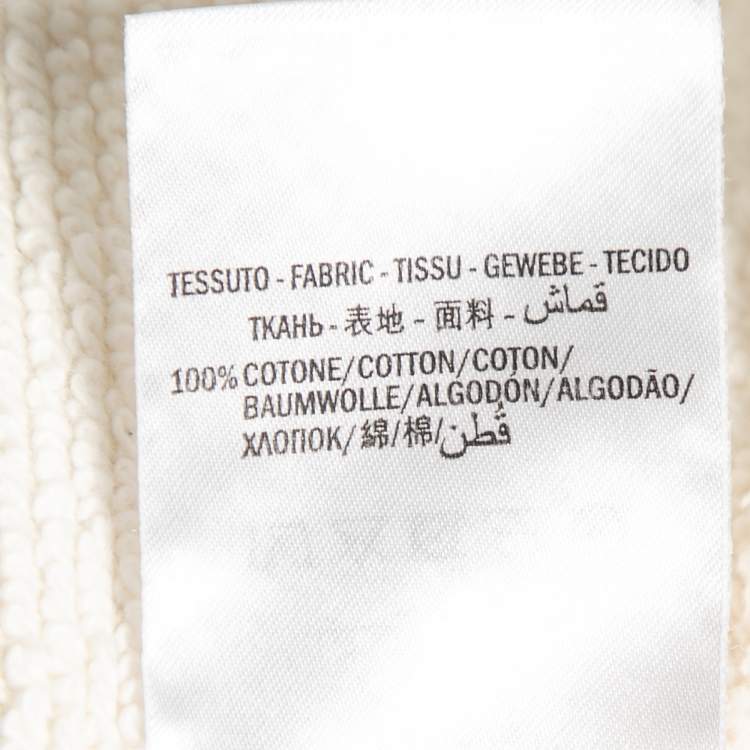 TESSUTO - FABRIC - TISSU - GEWEBE - TECIDO
ТКАНЬ - 表地 - 面料 - قماش
100% COTONE/COTTON/COTON/
BAUMWOLLE/ALGODÓN/ALGODÃO/
ХЛОПОК/綿/棉/قُطن